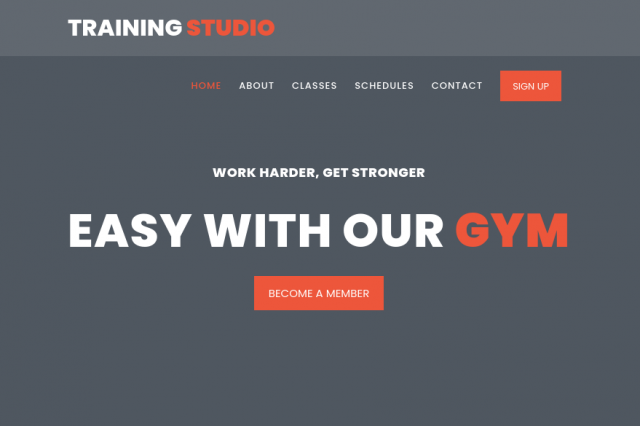 TRAINING STUDIO
HOME ABOUT CLASSES SCHEDULES CONTACT SIGN UP
WORK HARDER, GET STRONGER
EASY WITH OUR GYM
BECOME A MEMBER